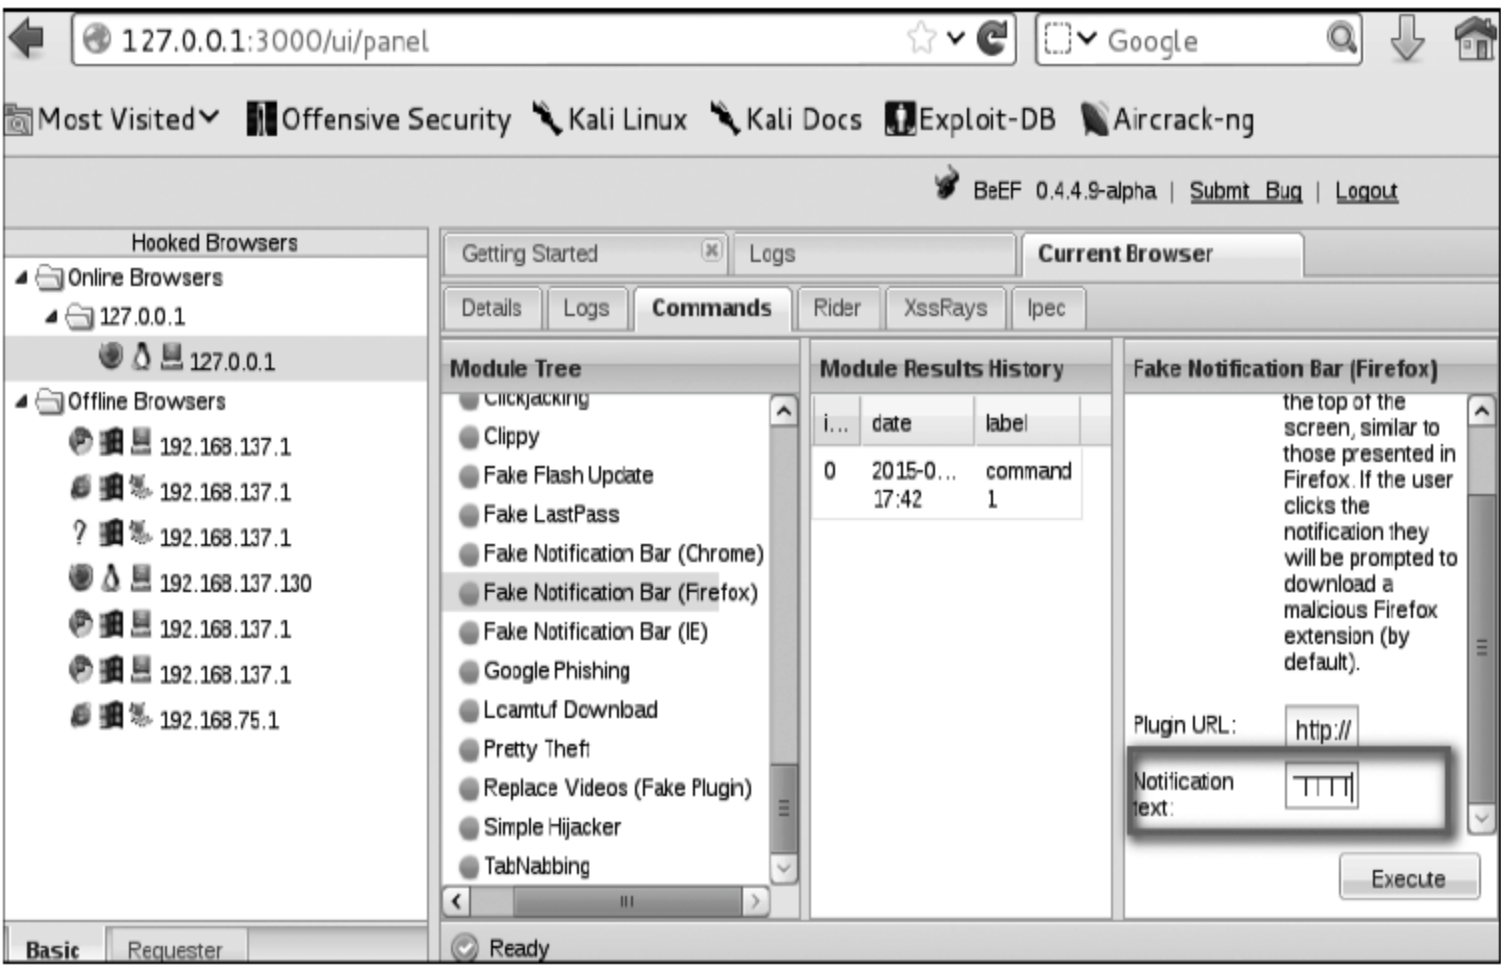 127.0.0.1:3000/ui/panel
Google
Most Visited
Offensive Security
Kali Linux
Kali Docs
Exploit-DB
Aircrack-ng
BeEF 0.4.4.9-alpha | Submit Bug | Logout
Hooked Browsers
Online Browsers
127.0.0.1
127.0.0.1
Offline Browsers
192.168.137.1
192.168.137.1
? 192.168.137.1
192.168.137.130
192.168.137.1
192.168.137.1
192.168.75.1
Basic
Requester
Getting Started
Logs
Current Browser
Details
Logs
Commands
Rider
XssRays
Ipec
Module Tree
Clickjacking
Clippy
Fake Flash Update
Fake LastPass
Fake Notification Bar (Chrome)
Fake Notification Bar (Firefox)
Fake Notification Bar (IE)
Google Phishing
Lcamtuf Download
Pretty Theft
Replace Videos (Fake Plugin)
Simple Hijacker
TabNabbing
Module Results History
i... date label
0 2015-0... command
17:42 1
Fake Notification Bar (Firefox)
the top of the
screen, similar to
those presented in
Firefox. If the user
clicks the
notification they
will be prompted to
download a
malicious Firefox
extension (by
default).
Plugin URL: http://
Notification
text:
TTTT
Execute
Ready